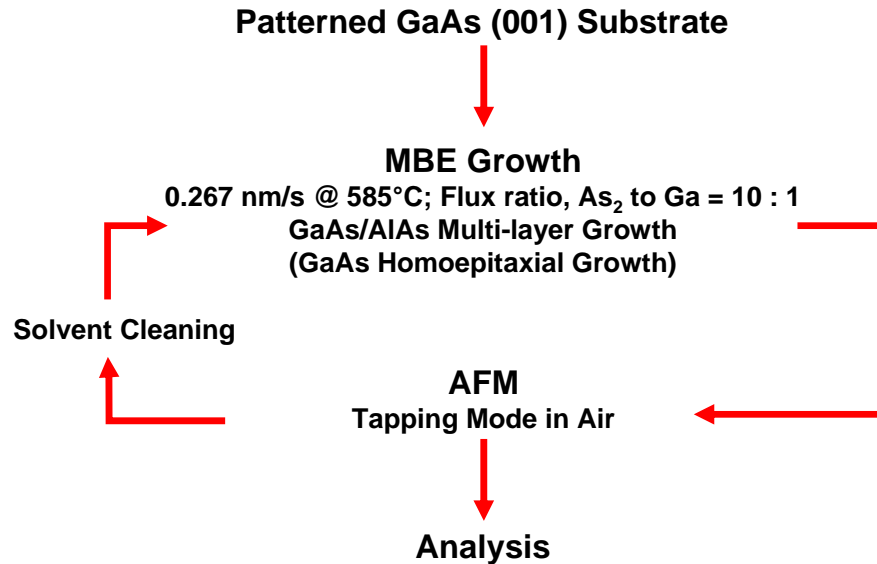 Patterned GaAs (001) Substrate
MBE Growth
0.267 nm/s @ 585°C; Flux ratio, As₂ to Ga = 10 : 1
GaAs/AlAs Multi-layer Growth
(GaAs Homoepitaxial Growth)
Solvent Cleaning
AFM
Tapping Mode in Air
Analysis